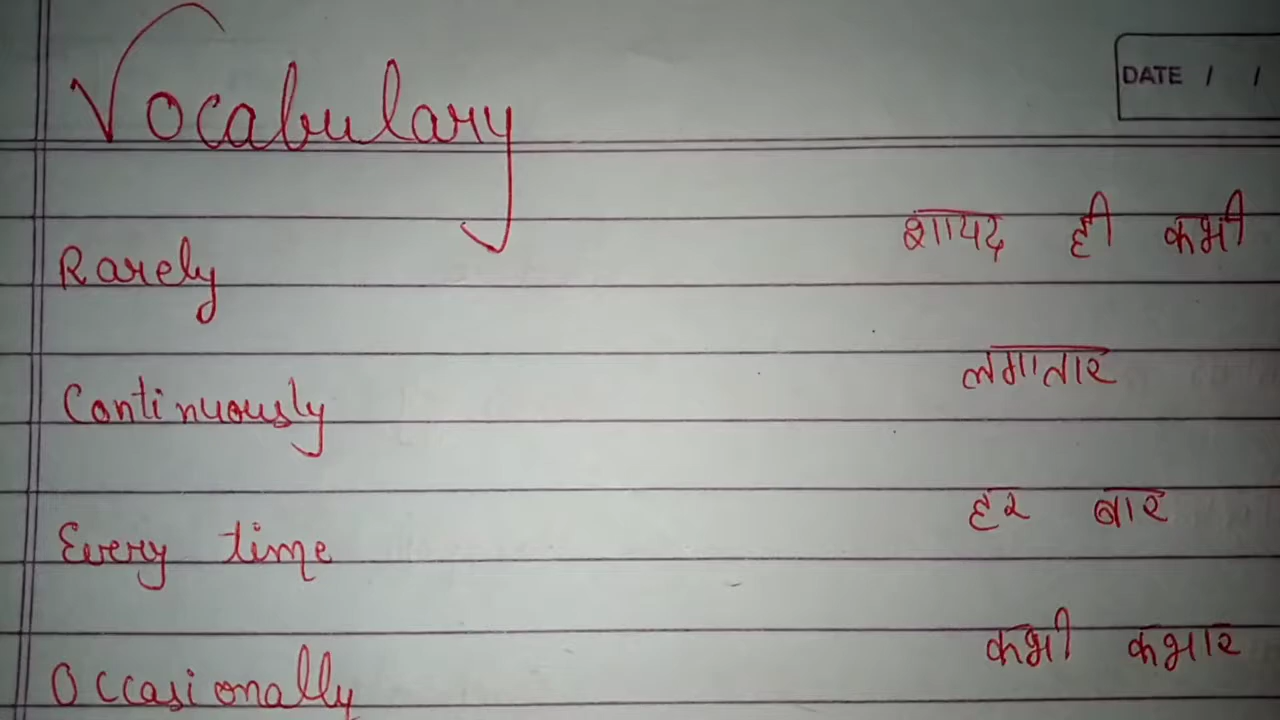 Vocabulary
DATE / /
Rarely शायद ही कभी
Continuously लगातार
Every time हर बार
Occasionally कभी कभार